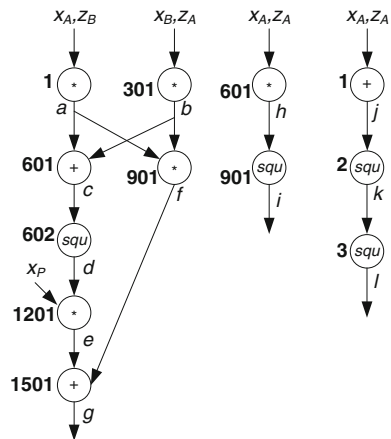 x_A,z_B x_B,z_A x_A,z_A x_A,z_A
1 * 301 * 601 * 1 +
a b h j
601 + 901 * 901 squ 2 squ
c f i k
602 squ 3 squ
x_P d l
1201 *
e
1501 +
g